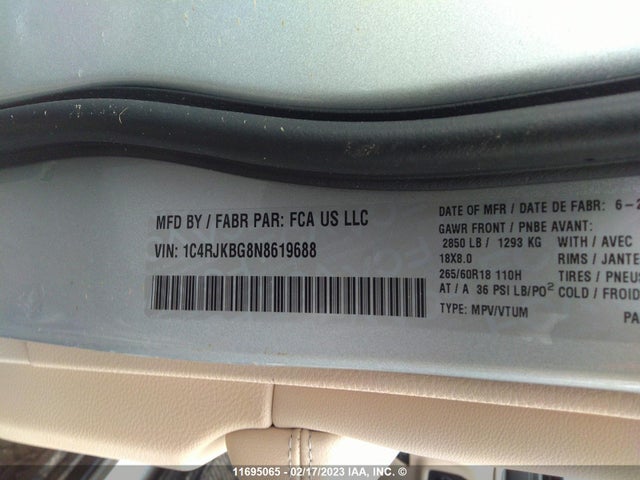 MFD BY / FABR PAR: FCA US LLC
VIN: 1C4RJKBG8N8619688
DATE OF MFR / DATE DE FABR: 6-2
GAWR FRONT / PNBE AVANT:
2850 LB / 1293 KG WITH / AVEC
18X8.0 RIMS / JANTE
265/60R18 110H TIRES / PNEUS
AT / A 36 PSI LB/PO2 COLD / FROID
TYPE: MPV/VTUM PA
11695065 - 02/17/2023 © IAA, INC. ©